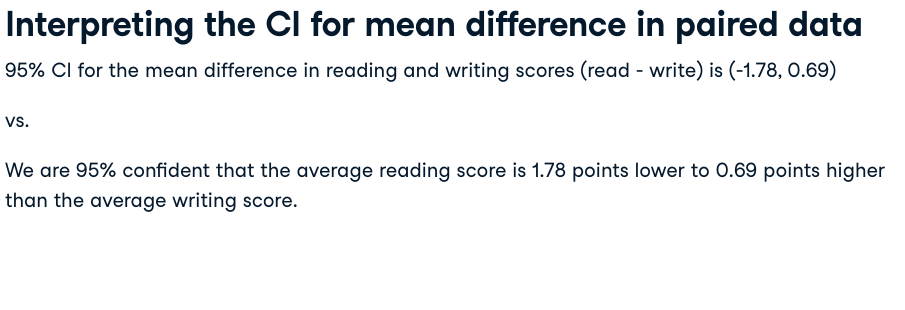 Interpreting the CI for mean difference in paired data
95% CI for the mean difference in reading and writing scores (read - write) is (-1.78, 0.69)
vs.
We are 95% confident that the average reading score is 1.78 points lower to 0.69 points higher
than the average writing score.